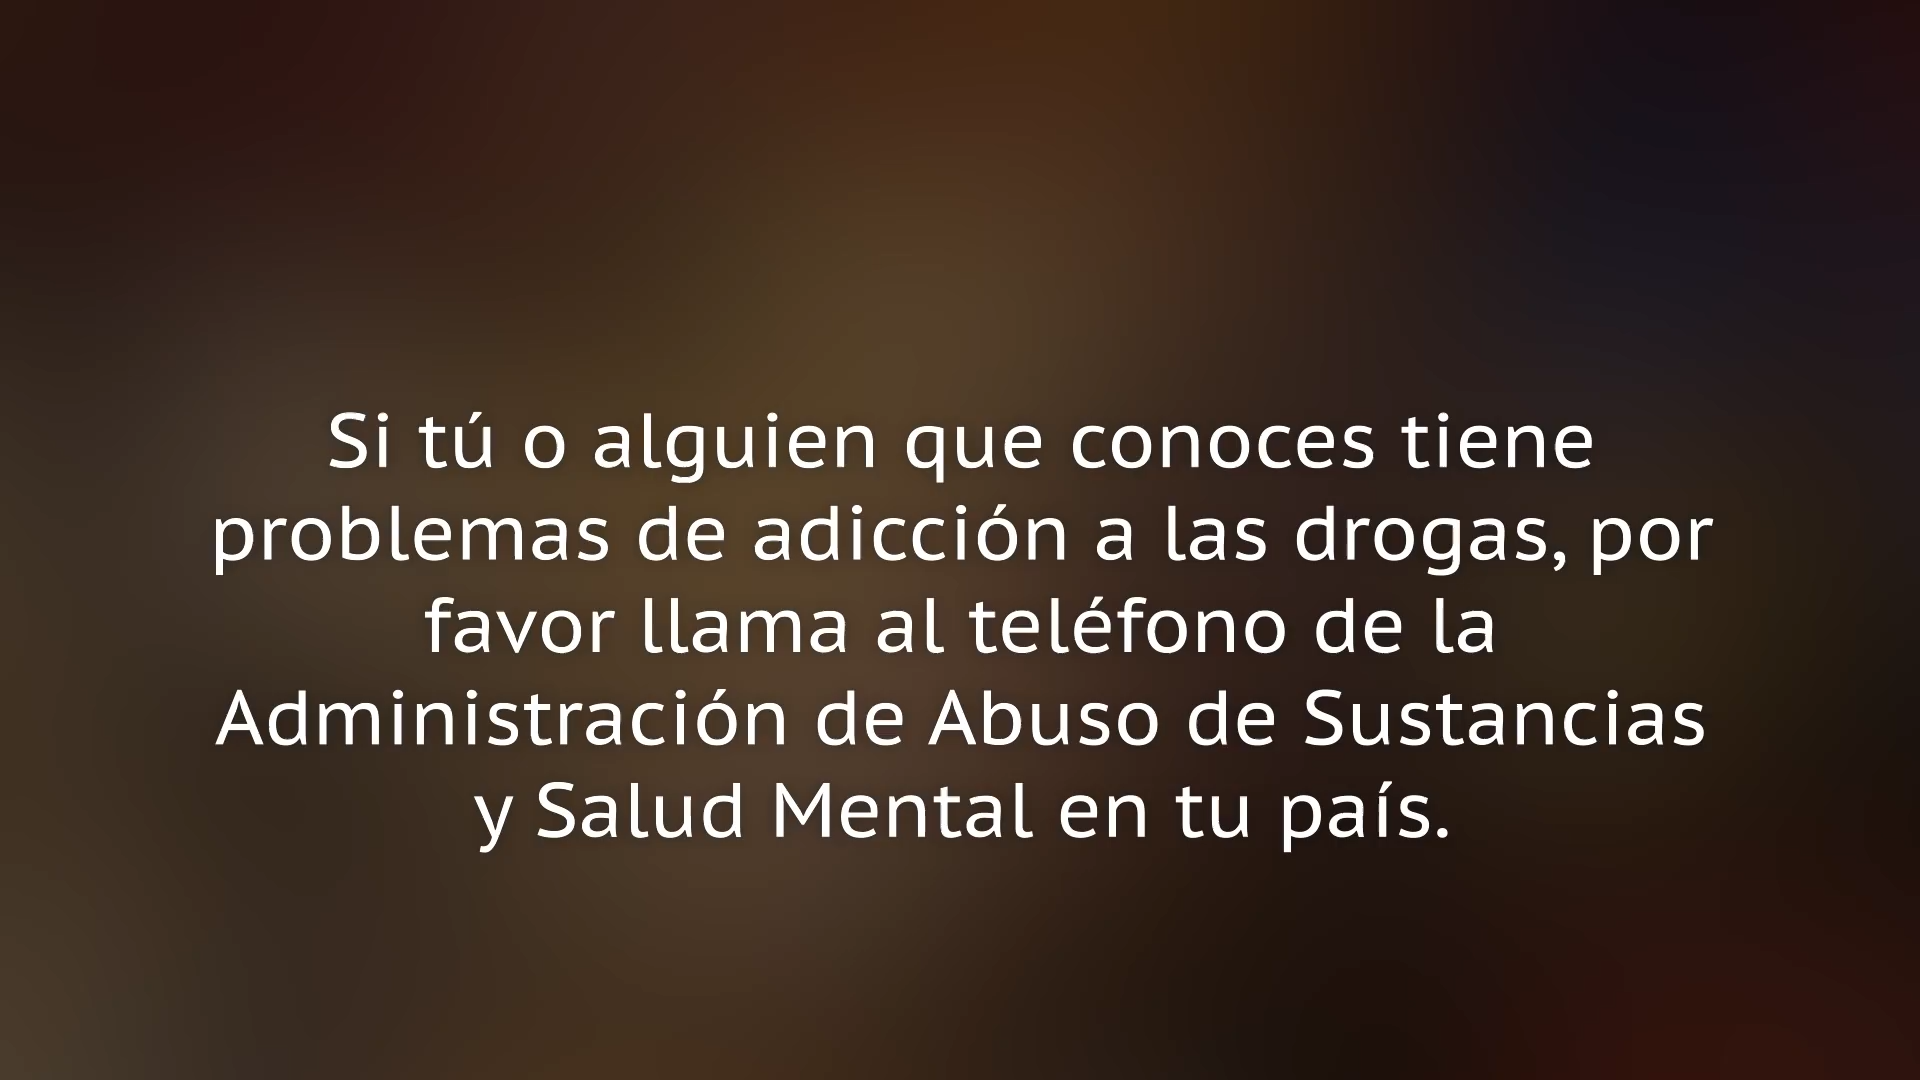 Si tú o alguien que conoces tiene
problemas de adicción a las drogas, por
favor llama al teléfono de la
Administración de Abuso de Sustancias
y Salud Mental en tu país.